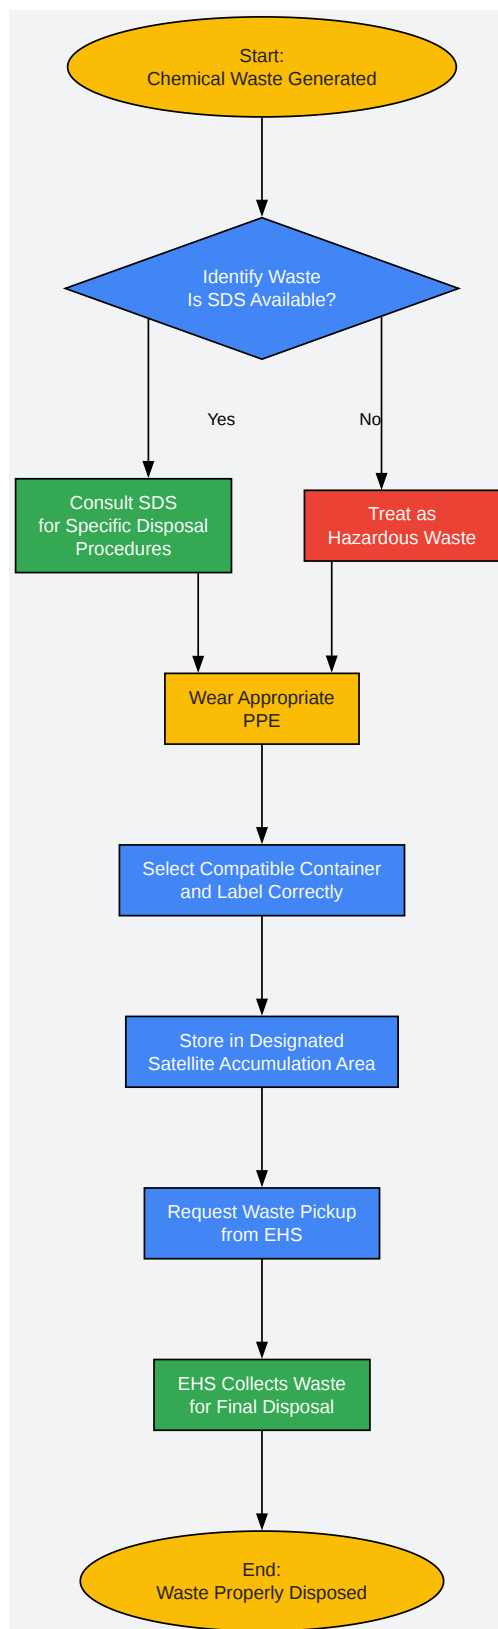 Start:
Chemical Waste Generated
Identify Waste
Is SDS Available?
Yes
No
Consult SDS
for Specific Disposal
Procedures
Treat as
Hazardous Waste
Wear Appropriate
PPE
Select Compatible Container
and Label Correctly
Store in Designated
Satellite Accumulation Area
Request Waste Pickup
from EHS
EHS Collects Waste
for Final Disposal
End:
Waste Properly Disposed